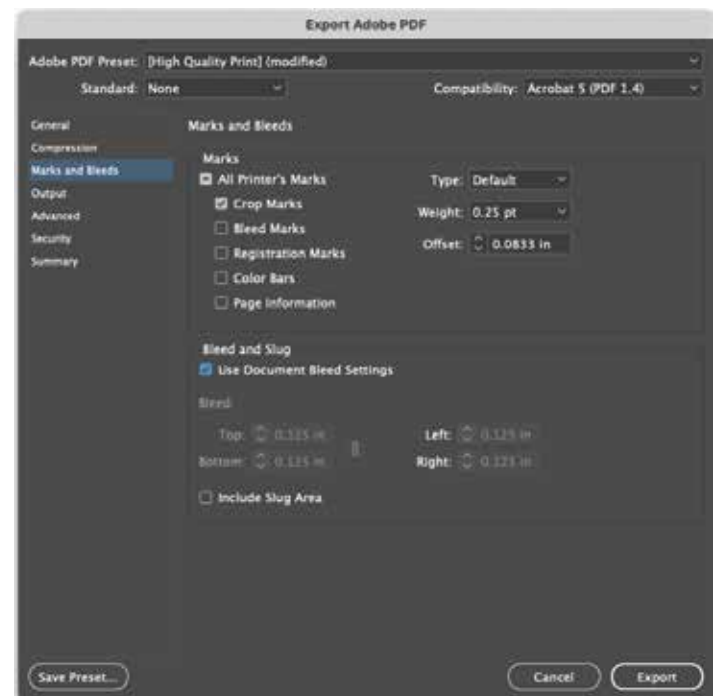 Export Adobe PDF
Adobe PDF Preset: [High Quality Print] (modified)
Standard: None
Compatibility: Acrobat 5 (PDF 1.4)
General
Compression
Marks and Bleeds
Output
Advanced
Security
Summary
Marks and Bleeds
Marks
All Printer's Marks
Crop Marks
Bleed Marks
Registration Marks
Color Bars
Page Information
Type: Default
Weight: 0.25 pt
Offset: 0.0833 in
Bleed and Slug
Use Document Bleed Settings
Bleed
Top: 0.125 in
Bottom: 0.125 in
Left: 0.125 in
Right: 0.125 in
Include Slug Area
Save Preset...
Cancel
Export